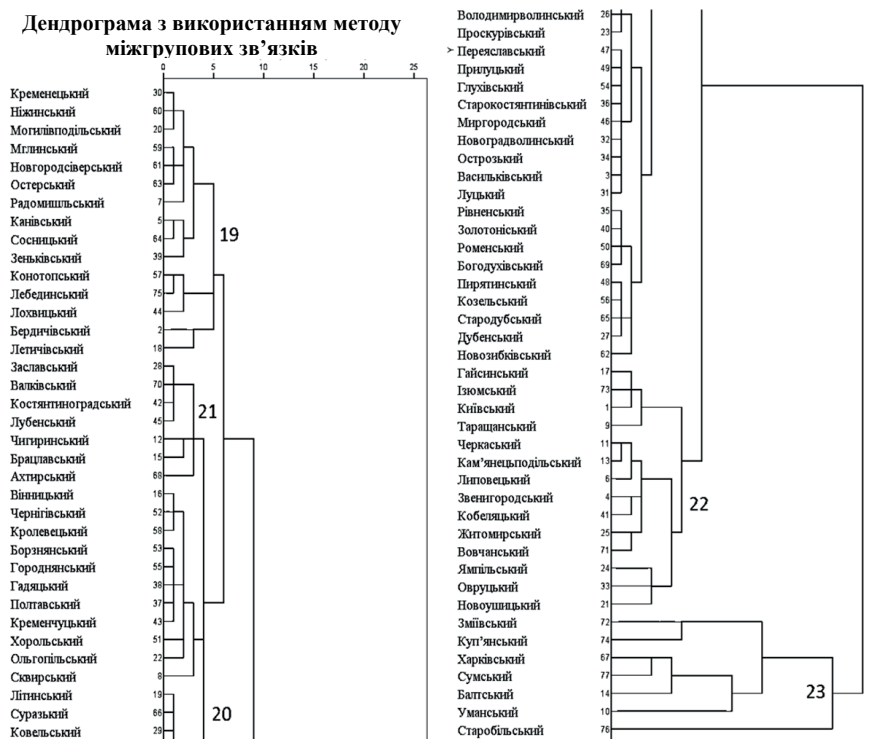 Дендрограма з використанням методу
міжгрупових зв’язків
0 5 10 15 20 25
Кременецький 30
Ніжинський 60
Могилівподільський 20
Мглинський 59
Новгородсіверський 61
Остерський 63
Радомишльський 7
Канівський 5
Сосницький 64
Зеньківський 39
Конотопський 57
Лебединський 75
Лохвицький 44
Бердичівський 2
Летичівський 18
Заславський 28
Валківський 70
Костянтиноградський 42
Лубенський 45
Чигиринський 12
Брацлавський 15
Ахтирський 68
Вінницький 16
Чернігівський 52
Кролевецький 58
Борзнянський 53
Городнянський 55
Гадяцький 38
Полтавський 37
Кременчуцький 43
Хорольський 51
Ольгопільський 22
Сквирський 8
Літинський 19
Суразький 66
Ковельський 29
19
21
20
Володимирволинський 26
Проскурівський 23
Переяславський 47
Прилуцький 49
Глухівський 54
Старокостянтинівський 36
Миргородський 46
Новоградволинський 32
Острозький 34
Васильківський 3
Луцький 31
Рівненський 35
Золотоніський 40
Роменський 50
Богодухівський 69
Пирятинський 48
Козельський 56
Стародубський 65
Дубенський 27
Новозибківський 62
Гайсинський 17
Ізюмський 73
Київський 1
Таращанський 9
Черкаський 11
Кам’янецьподільський 13
Липовецький 6
Звенигородський 4
Кобеляцький 41
Житомирський 25
Вовчанський 71
Ямпільський 24
Овруцький 33
Новоушицький 21
Зміївський 72
Куп’янський 74
Харківський 67
Сумський 77
Балтський 14
Уманський 10
Старобільський 76
22
23